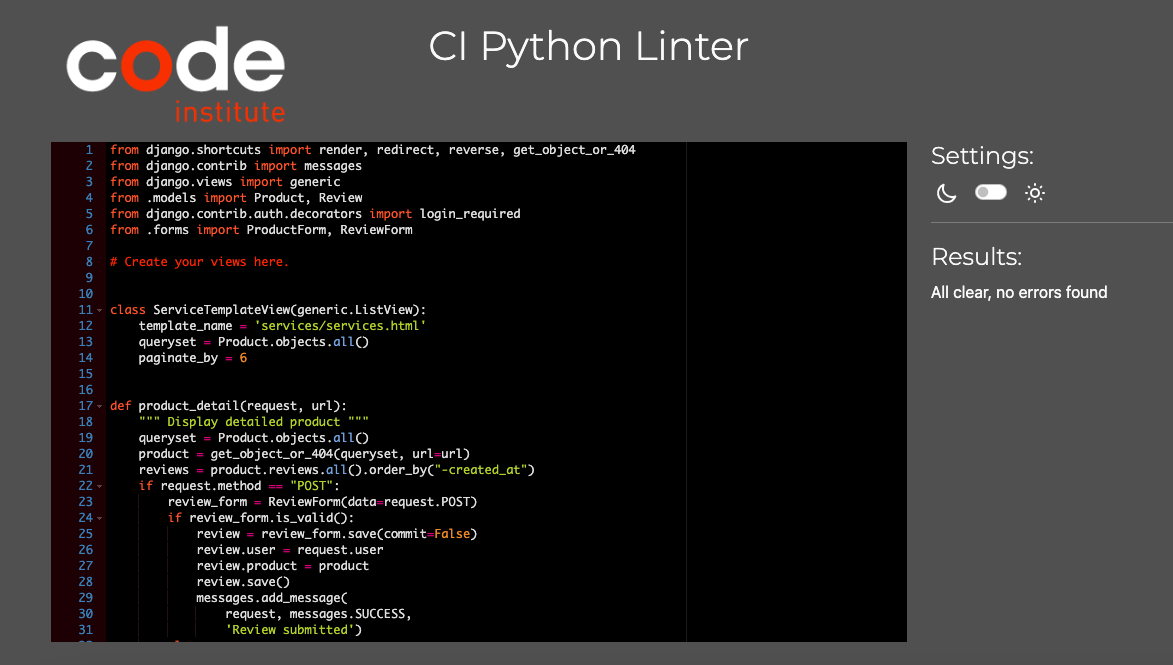 code
institute
CI Python Linter
1 from django.shortcuts import render, redirect, reverse, get_object_or_404
2 from django.contrib import messages
3 from django.views import generic
4 from .models import Product, Review
5 from django.contrib.auth.decorators import login_required
6 from .forms import ProductForm, ReviewForm
7
8 # Create your views here.
9
10
11 class ServiceTemplateView(generic.ListView):
12     template_name = 'services/services.html'
13     queryset = Product.objects.all()
14     paginate_by = 6
15
16
17 def product_detail(request, url):
18     """ Display detailed product """
19     queryset = Product.objects.all()
20     product = get_object_or_404(queryset, url=url)
21     reviews = product.reviews.all().order_by("-created_at")
22     if request.method == "POST":
23         review_form = ReviewForm(data=request.POST)
24         if review_form.is_valid():
25             review = review_form.save(commit=False)
26             review.user = request.user
27             review.product = product
28             review.save()
29             messages.add_message(
30                 request, messages.SUCCESS,
31                 'Review submitted')
Settings:
Results:
All clear, no errors found